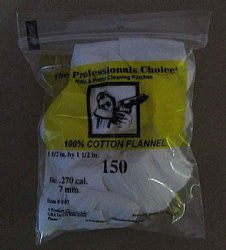 the Professionals Choice
Rifle & Pistol Cleaning Patches
100% COTTON FLANNEL
1 1/2 in. by 1 1/2 in.
150
.270 cal.
7 mm.
Item #